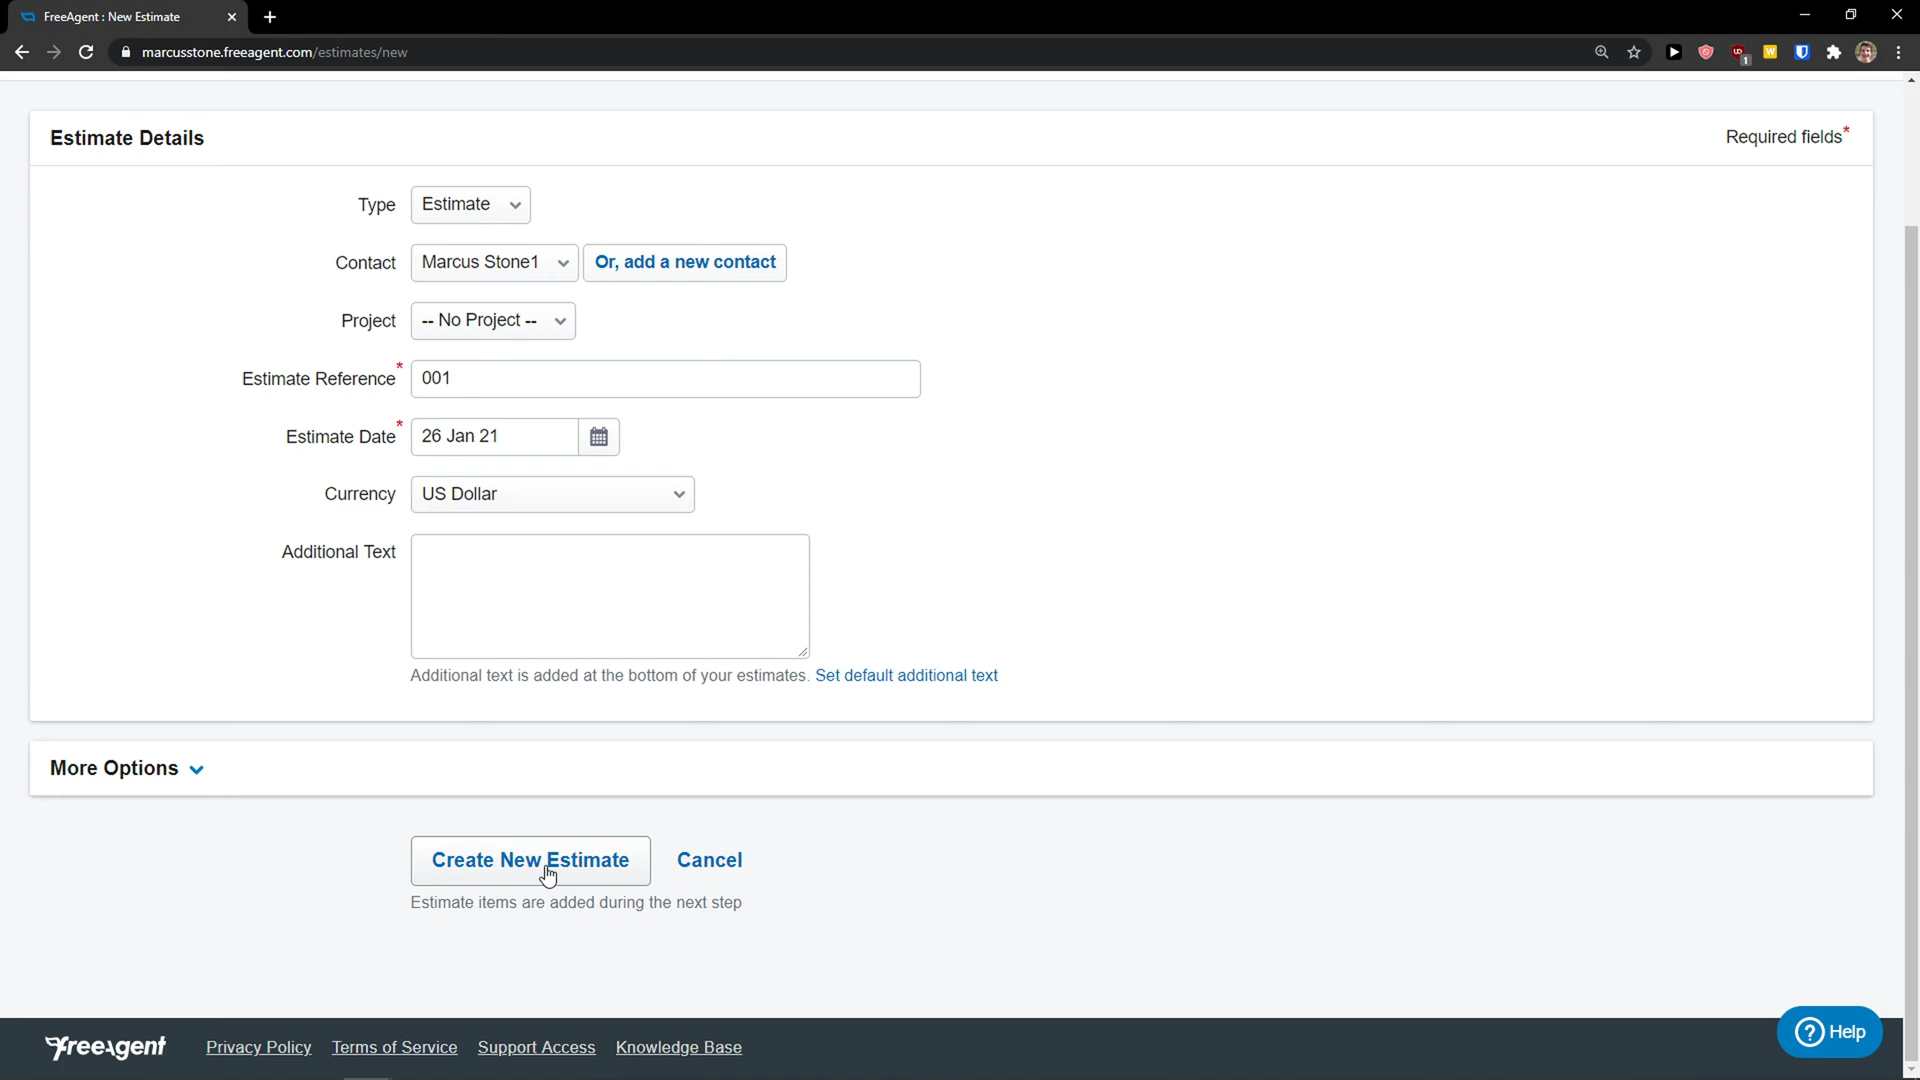 FreeAgent : New Estimate
marcusstone.freeagent.com/estimates/new
1
Estimate Details
Required fields*
Type
Estimate
Contact
Marcus Stone1
Or, add a new contact
Project
-- No Project --
Estimate Reference*
001
Estimate Date*
26 Jan 21
Currency
US Dollar
Additional Text
Additional text is added at the bottom of your estimates. Set default additional text
More Options
Create New Estimate
Cancel
Estimate items are added during the next step
FreeAgent
Privacy Policy
Terms of Service
Support Access
Knowledge Base
? Help